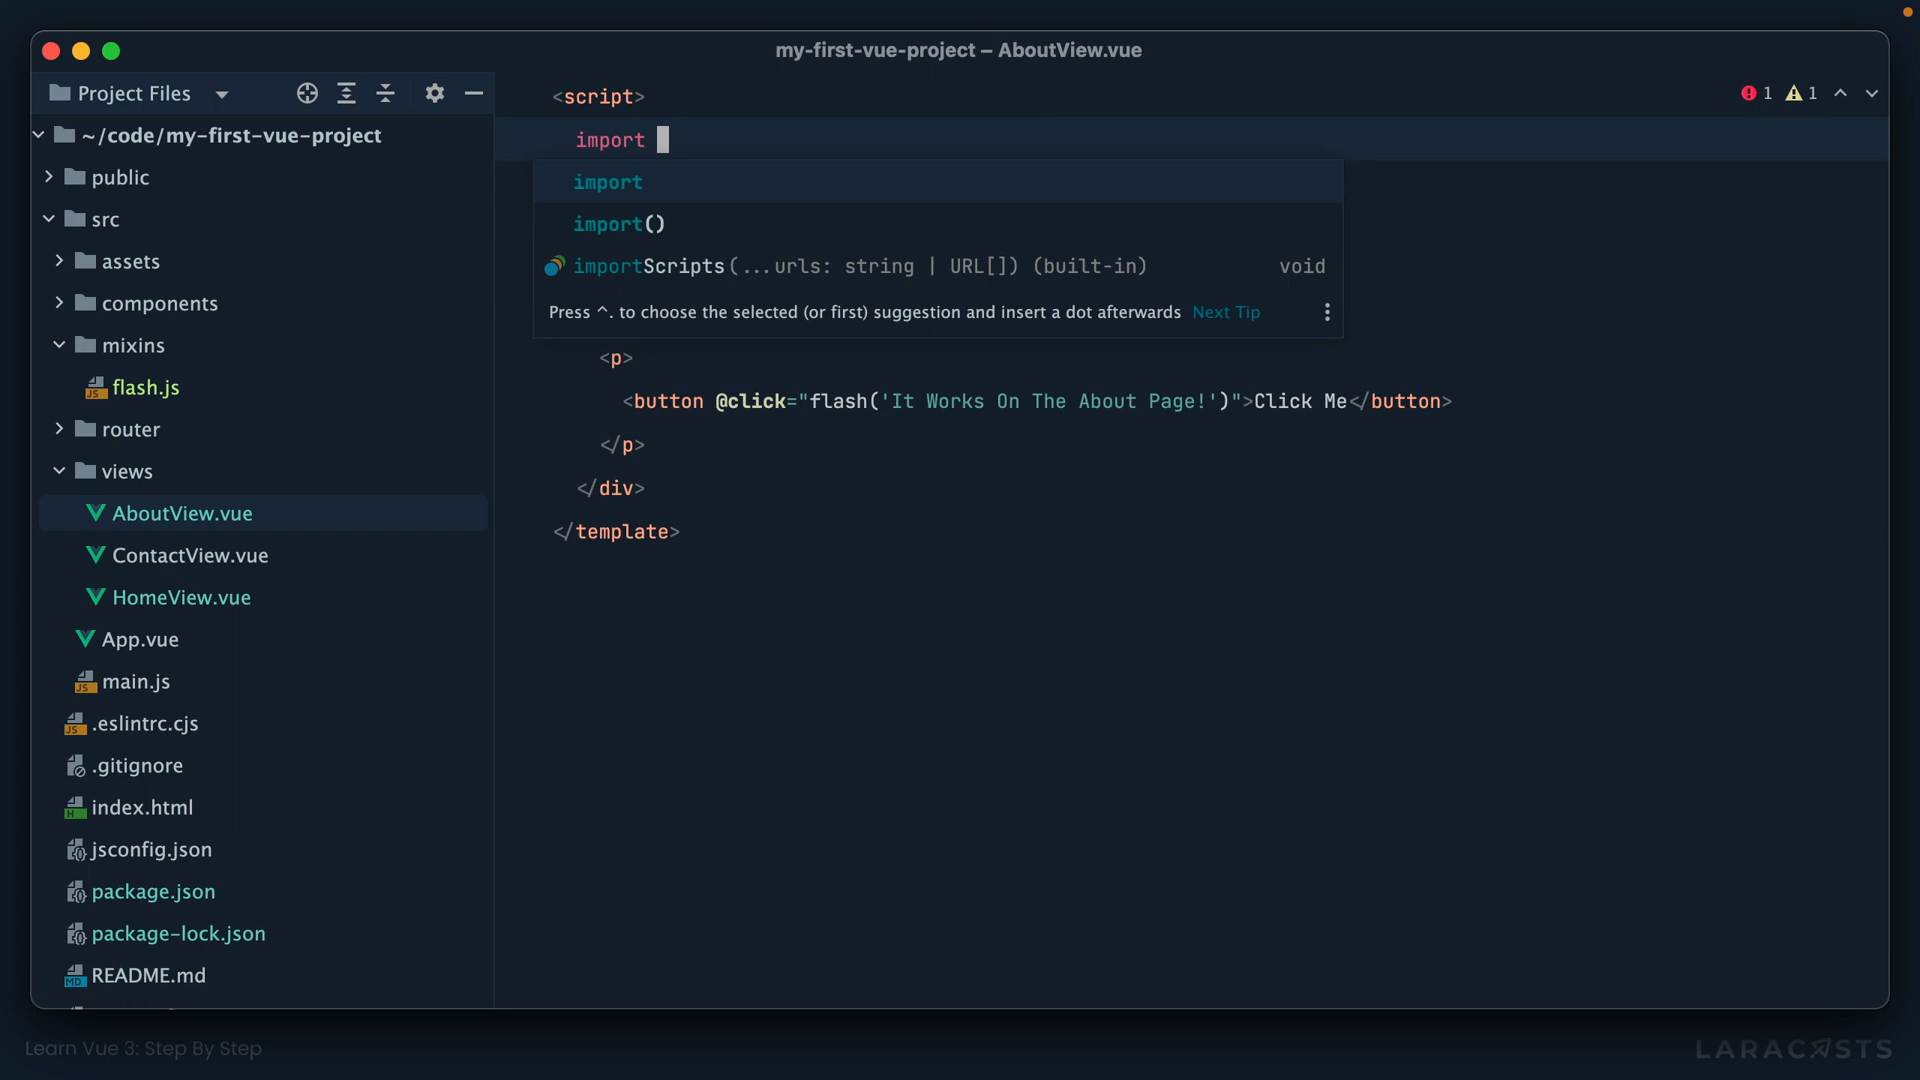 my-first-vue-project – AboutView.vue
Project Files
~/code/my-first-vue-project
public
src
assets
components
mixins
flash.js
router
views
AboutView.vue
ContactView.vue
HomeView.vue
App.vue
main.js
.eslintrc.cjs
.gitignore
index.html
jsconfig.json
package.json
package-lock.json
README.md
<script>
1 1
import
import
import()
importScripts(...urls: string | URL[]) (built-in) void
Press ^. to choose the selected (or first) suggestion and insert a dot afterwards Next Tip
<p>
<button @click="flash('It Works On The About Page!')">Click Me</button>
</p>
</div>
</template>
Learn Vue 3: Step By Step
LARACASTS